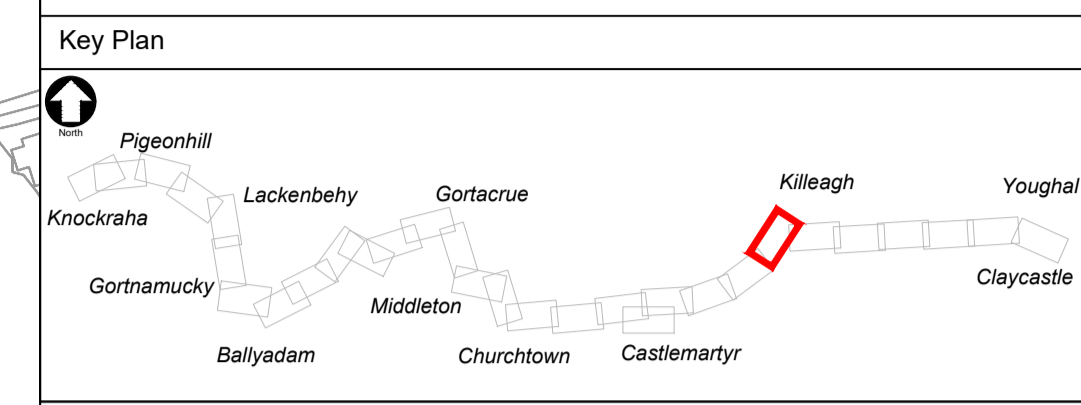 Key Plan
North
Pigeonhill
Killeagh
Youghal
Lackenbehy
Gortacrue
Knockraha
Claycastle
Gortnamucky
Middleton
Ballyadam
Churchtown
Castlemartyr